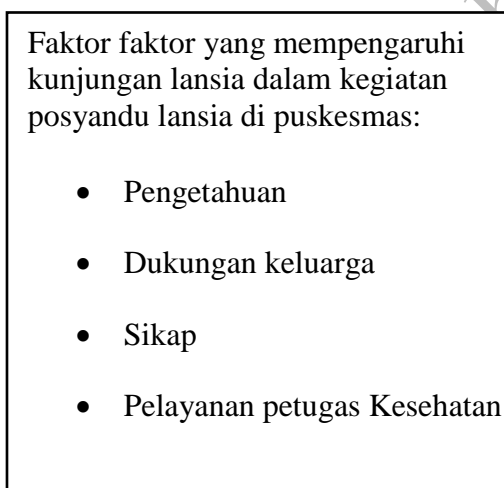 Faktor faktor yang mempengaruhi
kunjungan lansia dalam kegiatan
posyandu lansia di puskesmas:
• Pengetahuan
• Dukungan keluarga
• Sikap
• Pelayanan petugas Kesehatan